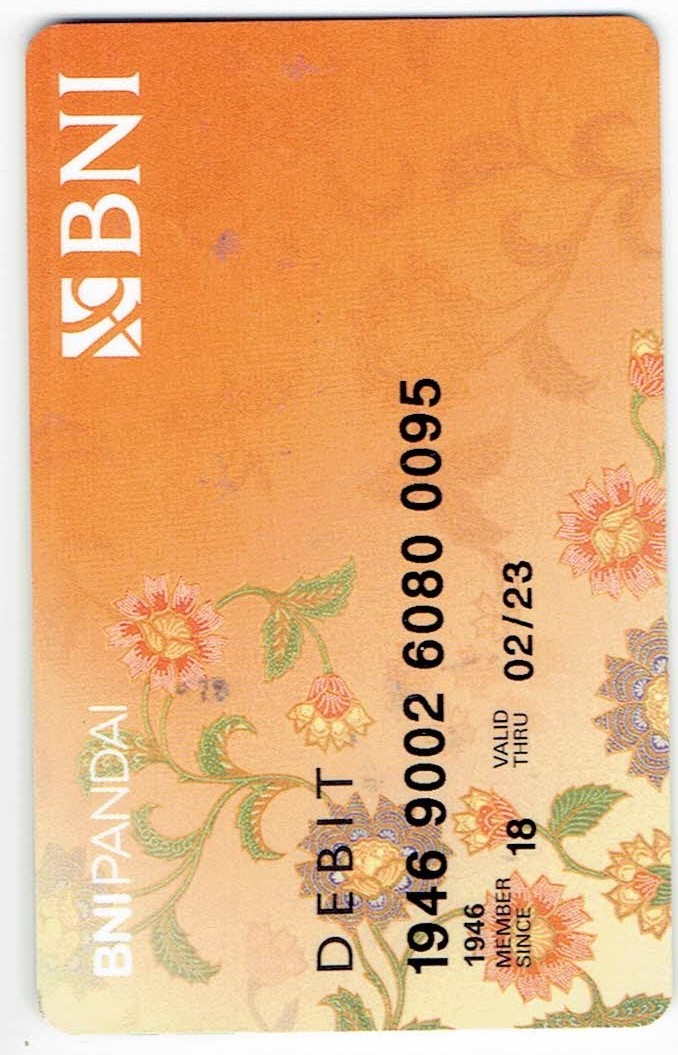 BNI PANDAI
BNI
DEBIT
1946 9002 6080 0095
1946
MEMBER SINCE 18 VALID THRU 02/23